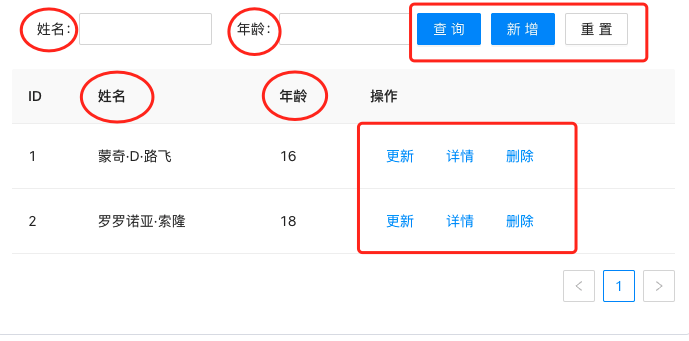 姓名： 年龄： 查 询 新 增 重 置
ID 姓名 年龄 操作
1 蒙奇·D·路飞 16 更新 详情 删除
2 罗罗诺亚·索隆 18 更新 详情 删除
< 1 >